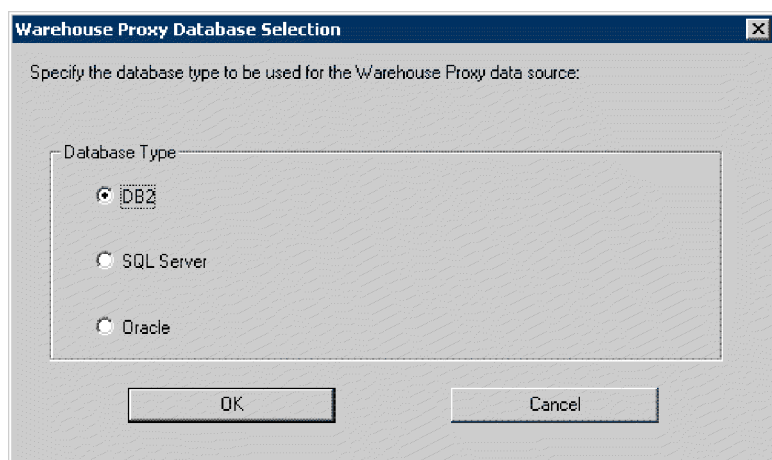 Warehouse Proxy Database Selection
Specify the database type to be used for the Warehouse Proxy data source:
Database Type
DB2
SQL Server
Oracle
OK
Cancel